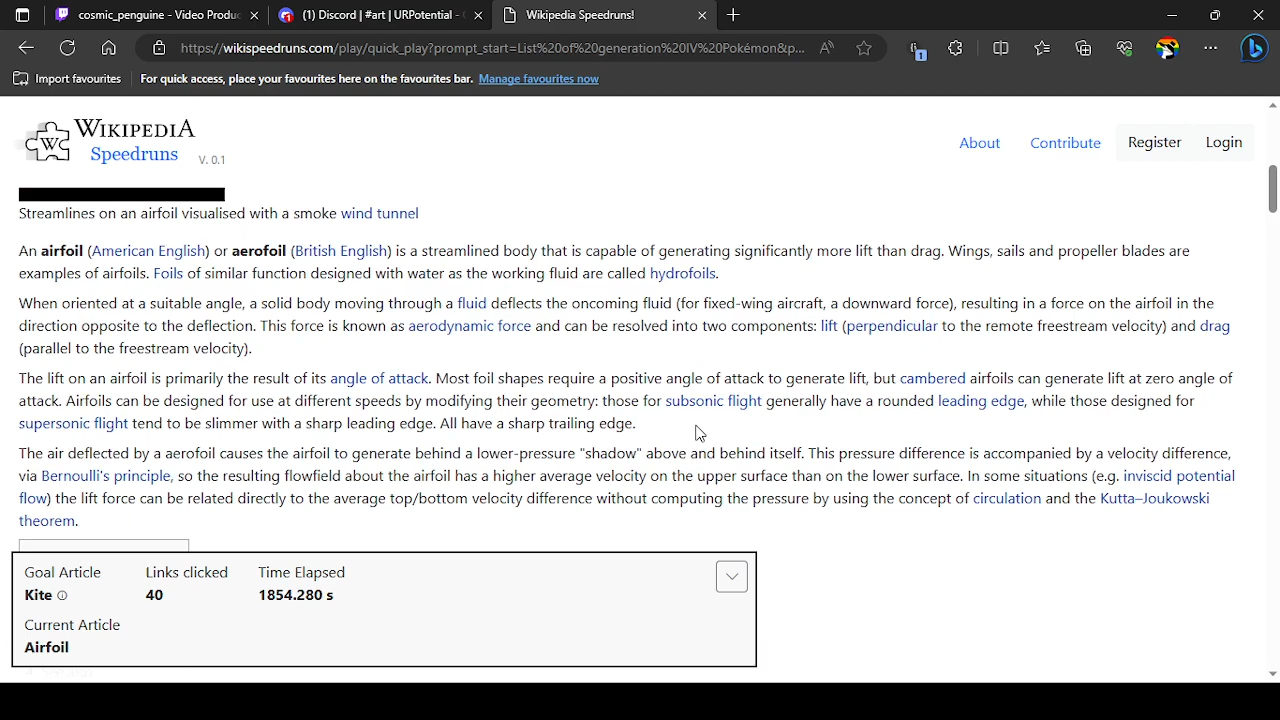 cosmic_penguine - Video Produc
(1) Discord | #art | URPotential -
Wikipedia Speedruns!
https://wikispeedruns.com/play/quick_play?prompt_start=List%20of%20generation%20IV%20Pokémon&p...
1
Import favourites
For quick access, place your favourites here on the favourites bar. Manage favourites now
W
WIKIPEDIA
Speedruns
V. 0.1
About
Contribute
Register
Login
Streamlines on an airfoil visualised with a smoke wind tunnel
An airfoil (American English) or aerofoil (British English) is a streamlined body that is capable of generating significantly more lift than drag. Wings, sails and propeller blades are
examples of airfoils. Foils of similar function designed with water as the working fluid are called hydrofoils.
When oriented at a suitable angle, a solid body moving through a fluid deflects the oncoming fluid (for fixed-wing aircraft, a downward force), resulting in a force on the airfoil in the
direction opposite to the deflection. This force is known as aerodynamic force and can be resolved into two components: lift (perpendicular to the remote freestream velocity) and drag
(parallel to the freestream velocity).
The lift on an airfoil is primarily the result of its angle of attack. Most foil shapes require a positive angle of attack to generate lift, but cambered airfoils can generate lift at zero angle of
attack. Airfoils can be designed for use at different speeds by modifying their geometry: those for subsonic flight generally have a rounded leading edge, while those designed for
supersonic flight tend to be slimmer with a sharp leading edge. All have a sharp trailing edge.
The air deflected by a aerofoil causes the airfoil to generate behind a lower-pressure "shadow" above and behind itself. This pressure difference is accompanied by a velocity difference,
via Bernoulli's principle, so the resulting flowfield about the airfoil has a higher average velocity on the upper surface than on the lower surface. In some situations (e.g. inviscid potential
flow) the lift force can be related directly to the average top/bottom velocity difference without computing the pressure by using the concept of circulation and the Kutta–Joukowski
theorem.
Goal Article
Links clicked
Time Elapsed
Kite
40
1854.280 s
Current Article
Airfoil